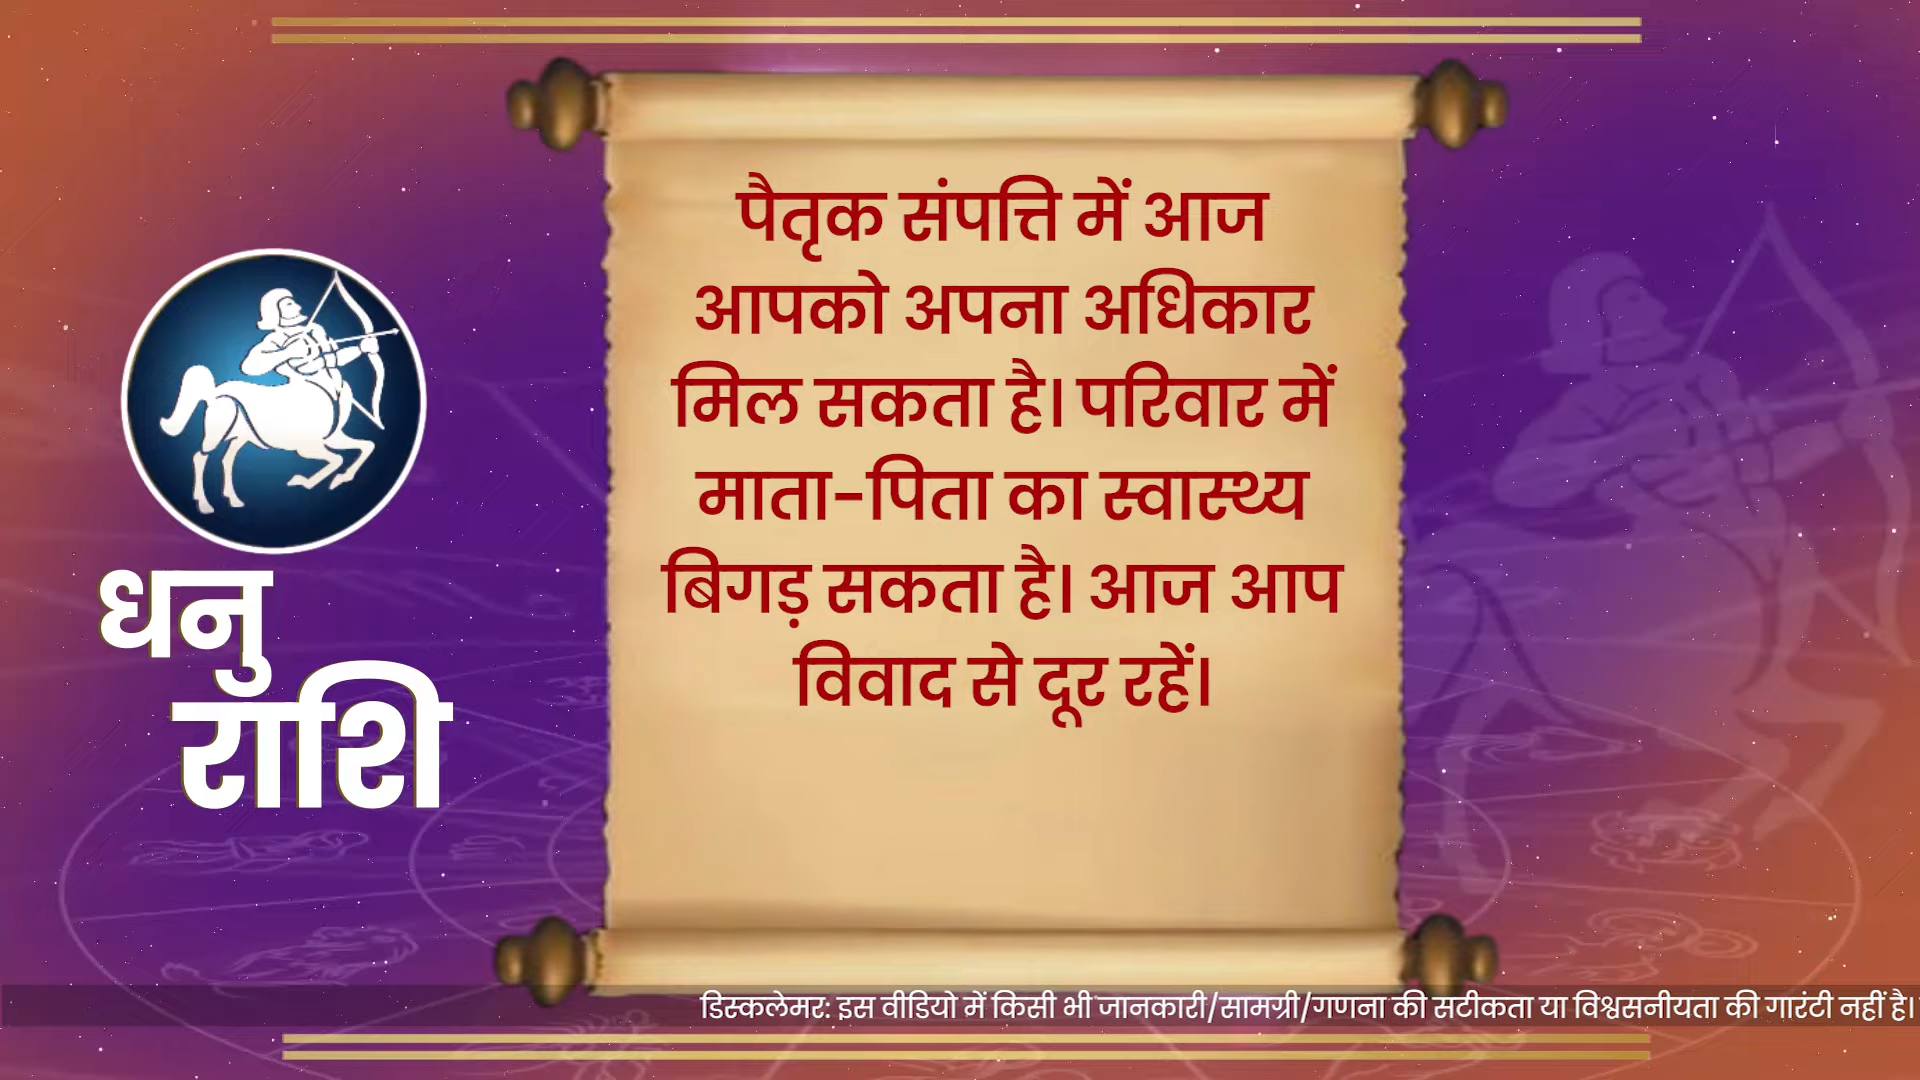 पैतृक संपत्ति में आज
आपको अपना अधिकार
मिल सकता है। परिवार में
माता-पिता का स्वास्थ्य
बिगड़ सकता है। आज आप
विवाद से दूर रहें।
धनु
राशि
डिस्कलेमर: इस वीडियो में किसी भी जानकारी/सामग्री/गणना की सटीकता या विश्वसनीयता की गारंटी नहीं है।